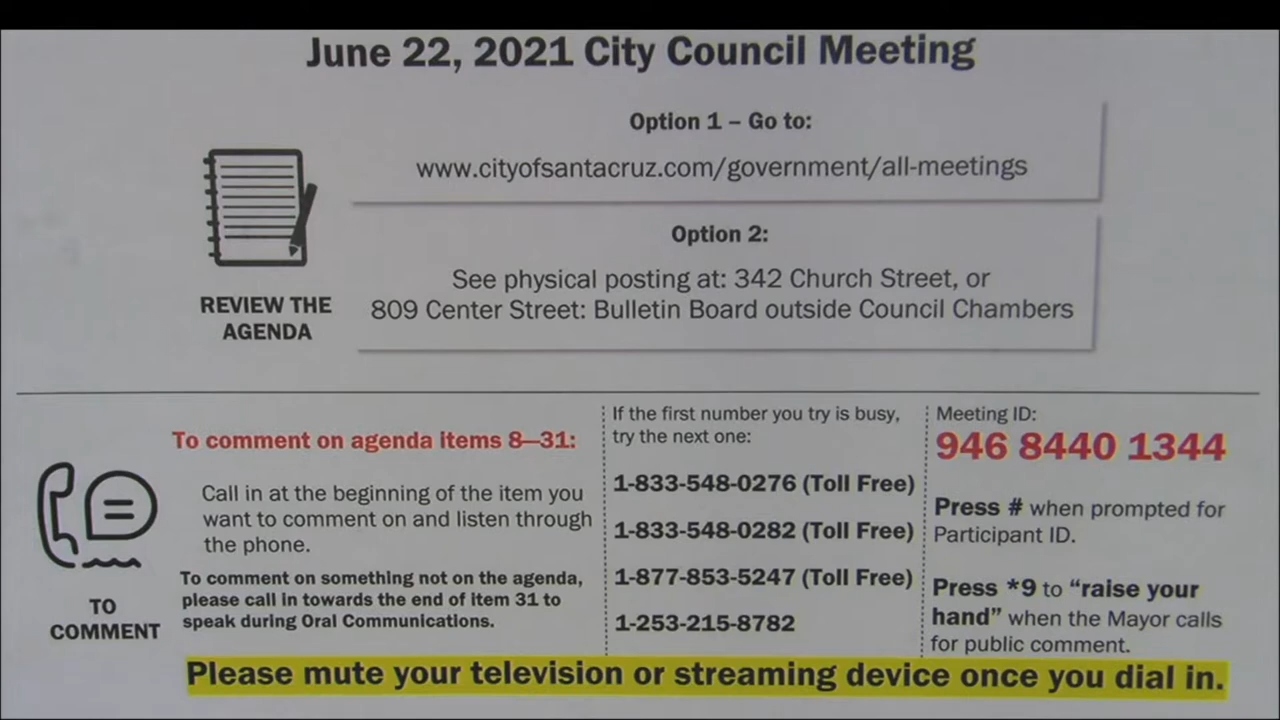 June 22, 2021 City Council Meeting
Option 1 – Go to:
www.cityofsantacruz.com/government/all-meetings
Option 2:
See physical posting at: 342 Church Street, or
809 Center Street: Bulletin Board outside Council Chambers
REVIEW THE
AGENDA
To comment on agenda items 8–31:
Call in at the beginning of the item you
want to comment on and listen through
the phone.
To comment on something not on the agenda,
please call in towards the end of item 31 to
speak during Oral Communications.
TO
COMMENT
If the first number you try is busy,
try the next one:
1-833-548-0276 (Toll Free)
1-833-548-0282 (Toll Free)
1-877-853-5247 (Toll Free)
1-253-215-8782
Meeting ID:
946 8440 1344
Press # when prompted for
Participant ID.
Press *9 to “raise your
hand” when the Mayor calls
for public comment.
Please mute your television or streaming device once you dial in.